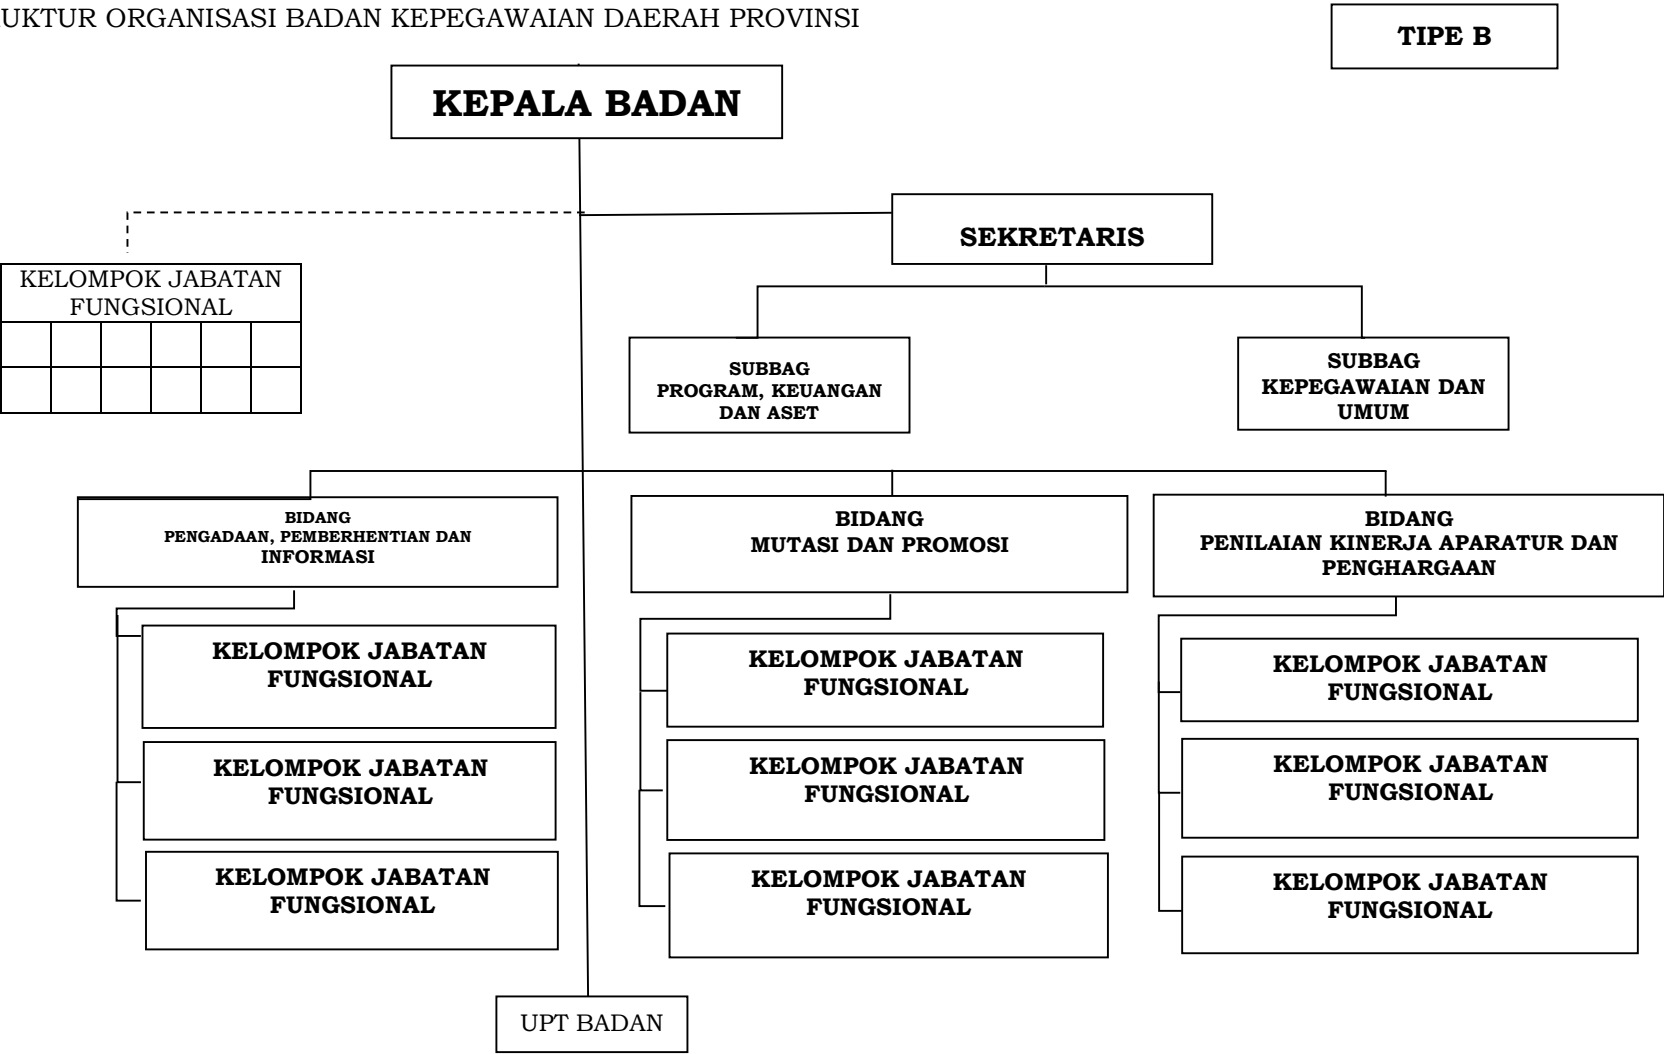 UKTUR ORGANISASI BADAN KEPEGAWAIAN DAERAH PROVINSI
TIPE B
KEPALA BADAN
SEKRETARIS
KELOMPOK JABATAN
FUNGSIONAL
SUBBAG
PROGRAM, KEUANGAN
DAN ASET
SUBBAG
KEPEGAWAIAN DAN
UMUM
BIDANG
PENGADAAN, PEMBERHENTIAN DAN
INFORMASI
BIDANG
MUTASI DAN PROMOSI
BIDANG
PENILAIAN KINERJA APARATUR DAN
PENGHARGAAN
KELOMPOK JABATAN
FUNGSIONAL
KELOMPOK JABATAN
FUNGSIONAL
KELOMPOK JABATAN
FUNGSIONAL
KELOMPOK JABATAN
FUNGSIONAL
KELOMPOK JABATAN
FUNGSIONAL
KELOMPOK JABATAN
FUNGSIONAL
KELOMPOK JABATAN
FUNGSIONAL
KELOMPOK JABATAN
FUNGSIONAL
KELOMPOK JABATAN
FUNGSIONAL
UPT BADAN